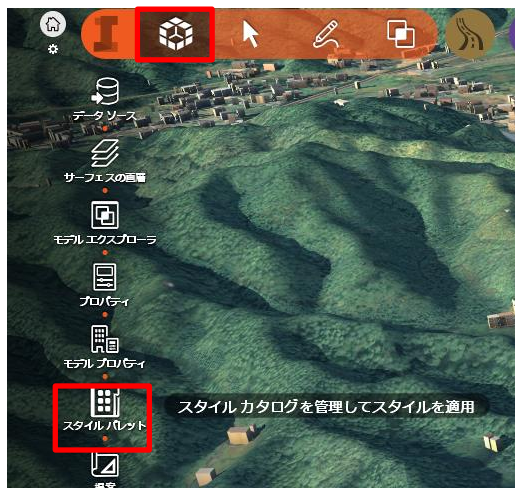 データ ソース
サーフェスの画層
モデル エクスプローラ
プロパティ
モデル プロパティ
スタイル パレット
スタイル カタログを管理してスタイルを適用